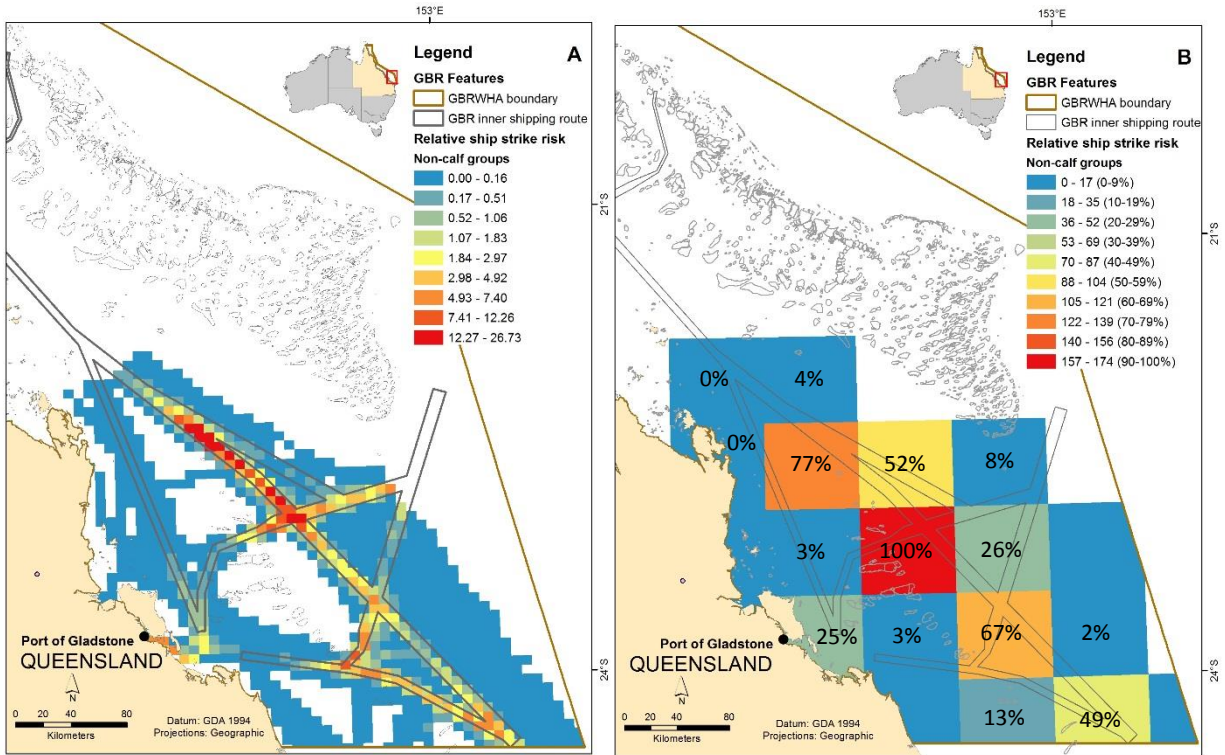 153°E
Legend
A
GBR Features
GBRWHA boundary
GBR inner shipping route
Relative ship strike risk
Non-calf groups
0.00 - 0.16
0.17 - 0.51
0.52 - 1.06
1.07 - 1.83
1.84 - 2.97
2.98 - 4.92
4.93 - 7.40
7.41 - 12.26
12.27 - 26.73
21°S
Port of Gladstone
QUEENSLAND
24°S
N
0 20 40 80
Kilometers
Datum: GDA 1994
Projections: Geographic
153°E
Legend
B
GBR Features
GBRWHA boundary
GBR inner shipping route
Relative ship strike risk
Non-calf groups
0 - 17 (0-9%)
18 - 35 (10-19%)
36 - 52 (20-29%)
53 - 69 (30-39%)
70 - 87 (40-49%)
88 - 104 (50-59%)
105 - 121 (60-69%)
122 - 139 (70-79%)
140 - 156 (80-89%)
157 - 174 (90-100%)
21°S
0% 4%
0% 77% 52% 8%
3% 100% 26%
25% 3% 67% 2%
13% 49%
Port of Gladstone
QUEENSLAND
24°S
N
0 20 40 80
Kilometers
Datum: GDA 1994
Projections: Geographic